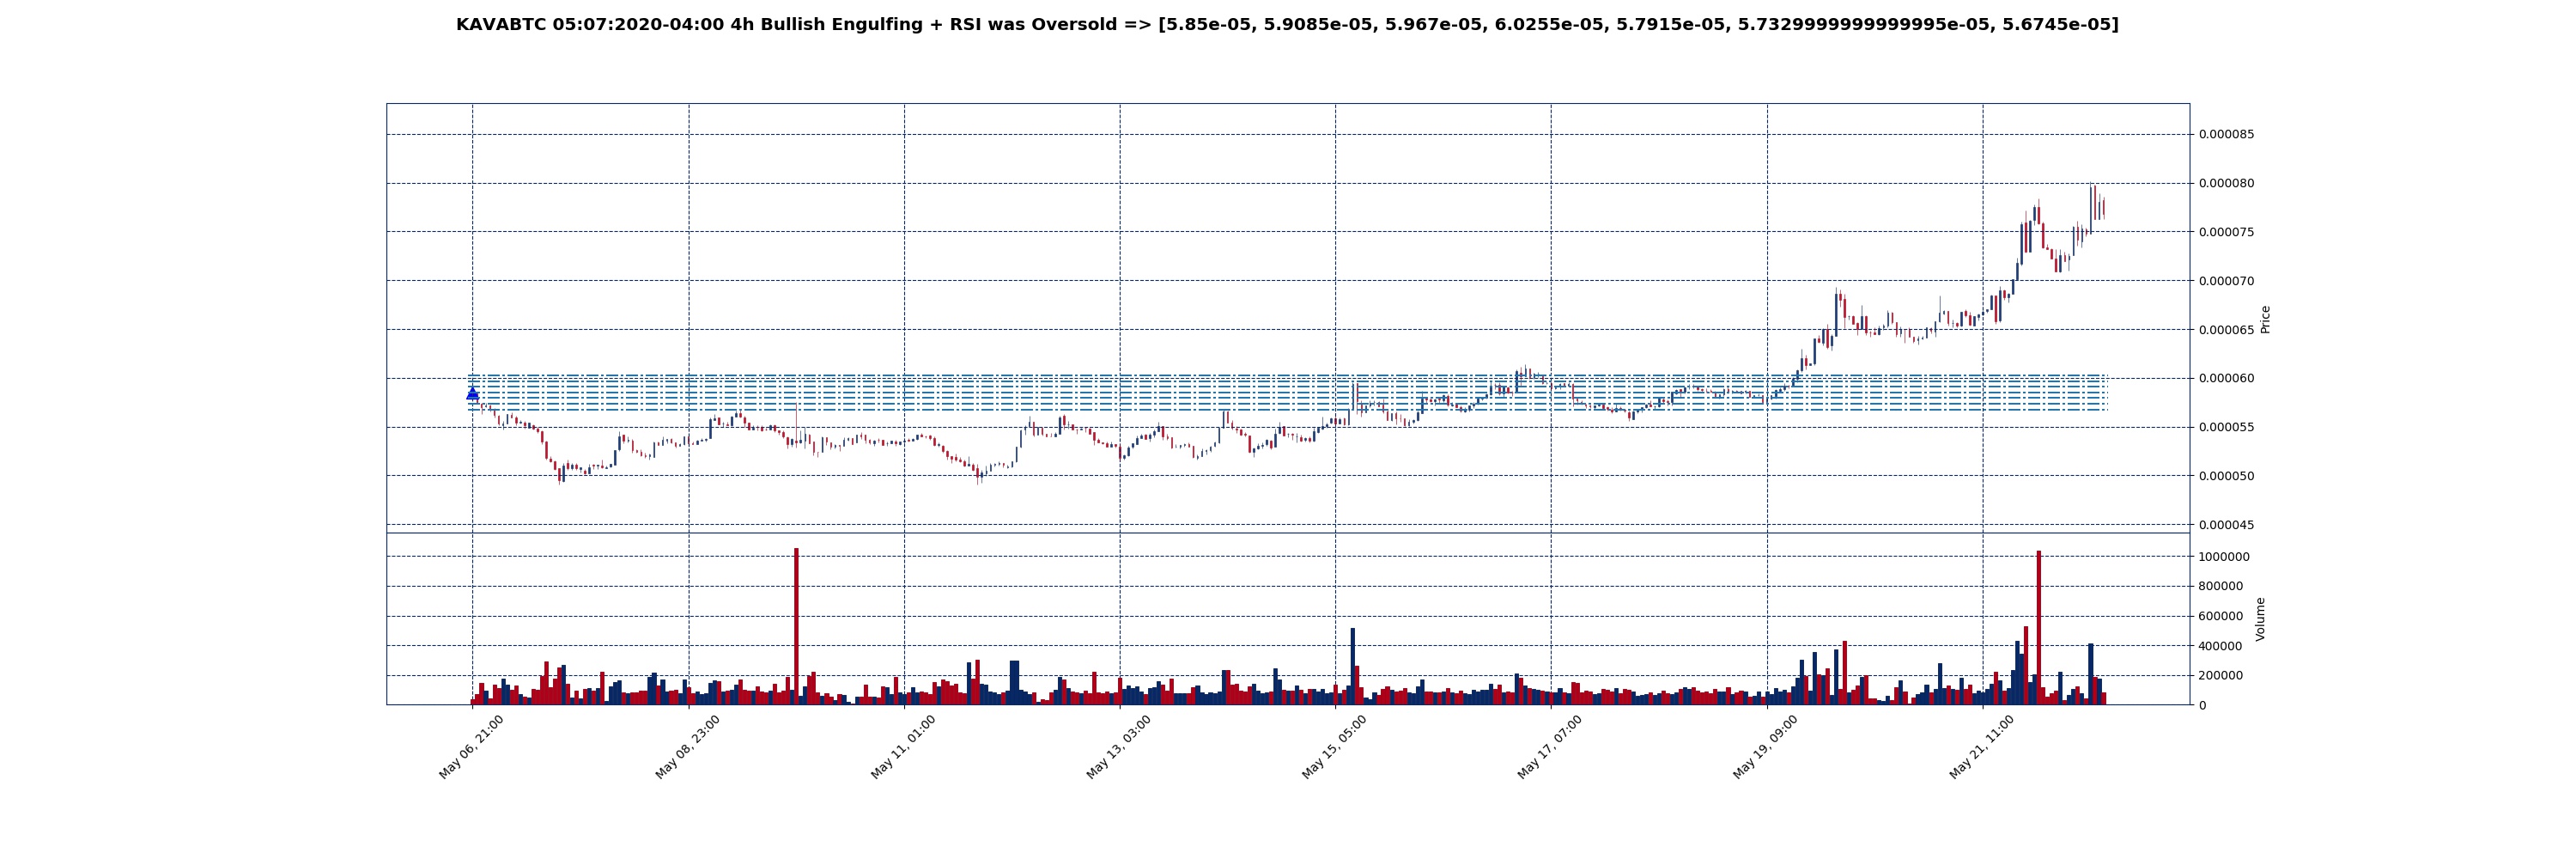 KAVABTC 05:07:2020-04:00 4h Bullish Engulfing + RSI was Oversold => [5.85e-05, 5.9085e-05, 5.967e-05, 6.0255e-05, 5.7915e-05, 5.7329999999999995e-05, 5.6745e-05]
0.000085
0.000080
0.000075
0.000070
0.000065
0.000060
0.000055
0.000050
0.000045
Price
1000000
800000
600000
400000
200000
0
Volume
May 06, 21:00
May 08, 23:00
May 11, 01:00
May 13, 03:00
May 15, 05:00
May 17, 07:00
May 19, 09:00
May 21, 11:00